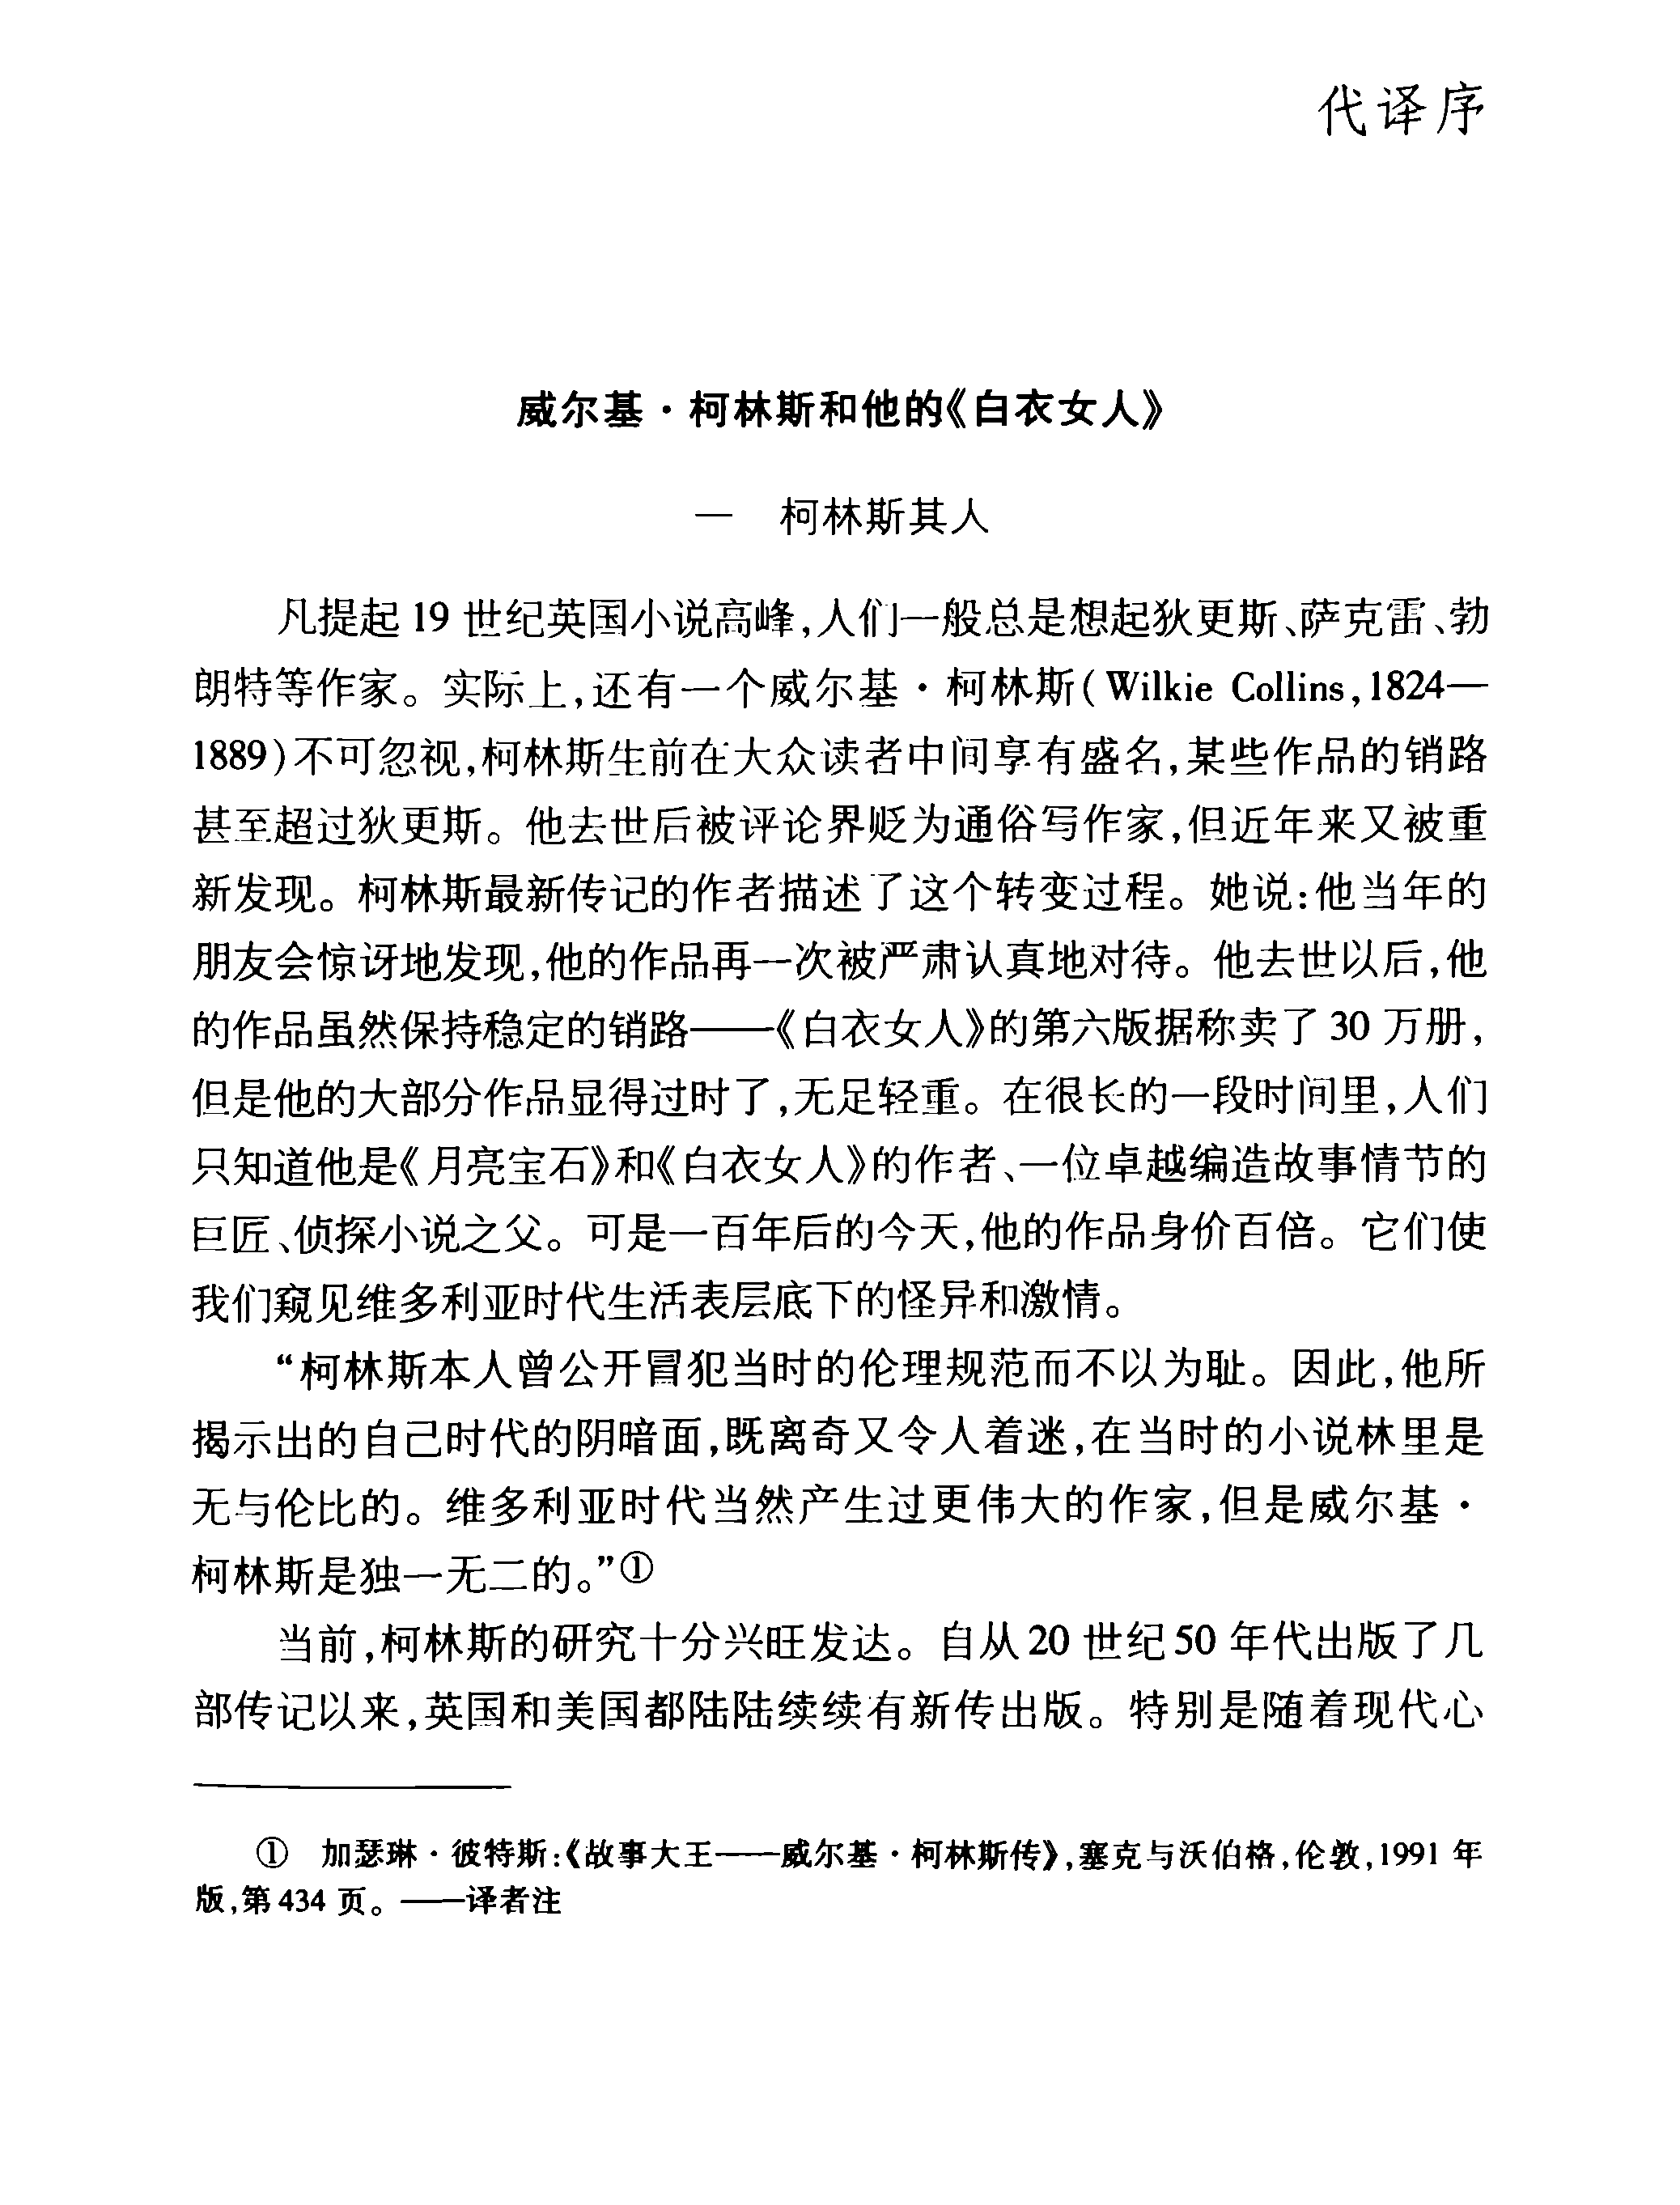 代译序
威尔基·柯林斯和他的《白衣女人》
一　柯林斯其人
凡提起19世纪英国小说高峰,人们一般总是想起狄更斯、萨克雷、勃
朗特等作家。实际上,还有一个威尔基·柯林斯(Wilkie Collins,1824—
1889)不可忽视,柯林斯生前在大众读者中间享有盛名,某些作品的销路
甚至超过狄更斯。他去世后被评论界贬为通俗写作家,但近年来又被重
新发现。柯林斯最新传记的作者描述了这个转变过程。她说:他当年的
朋友会惊讶地发现,他的作品再一次被严肃认真地对待。他去世以后,他
的作品虽然保持稳定的销路——《白衣女人》的第六版据称卖了30万册,
但是他的大部分作品显得过时了,无足轻重。在很长的一段时间里,人们
只知道他是《月亮宝石》和《白衣女人》的作者、一位卓越编造故事情节的
巨匠、侦探小说之父。可是一百年后的今天,他的作品身价百倍。它们使
我们窥见维多利亚时代生活表层底下的怪异和激情。
“柯林斯本人曾公开冒犯当时的伦理规范而不以为耻。因此,他所
揭示出的自己时代的阴暗面,既离奇又令人着迷,在当时的小说林里是
无与伦比的。维多利亚时代当然产生过更伟大的作家,但是威尔基·
柯林斯是独一无二的。”①
当前,柯林斯的研究十分兴旺发达。自从20世纪50年代出版了几
部传记以来,英国和美国都陆陆续续有新传出版。特别是随着现代心
①　加瑟琳·彼特斯:《故事大王——威尔基·柯林斯传》,塞克与沃伯格,伦敦,1991年
版,第434页。——译者注